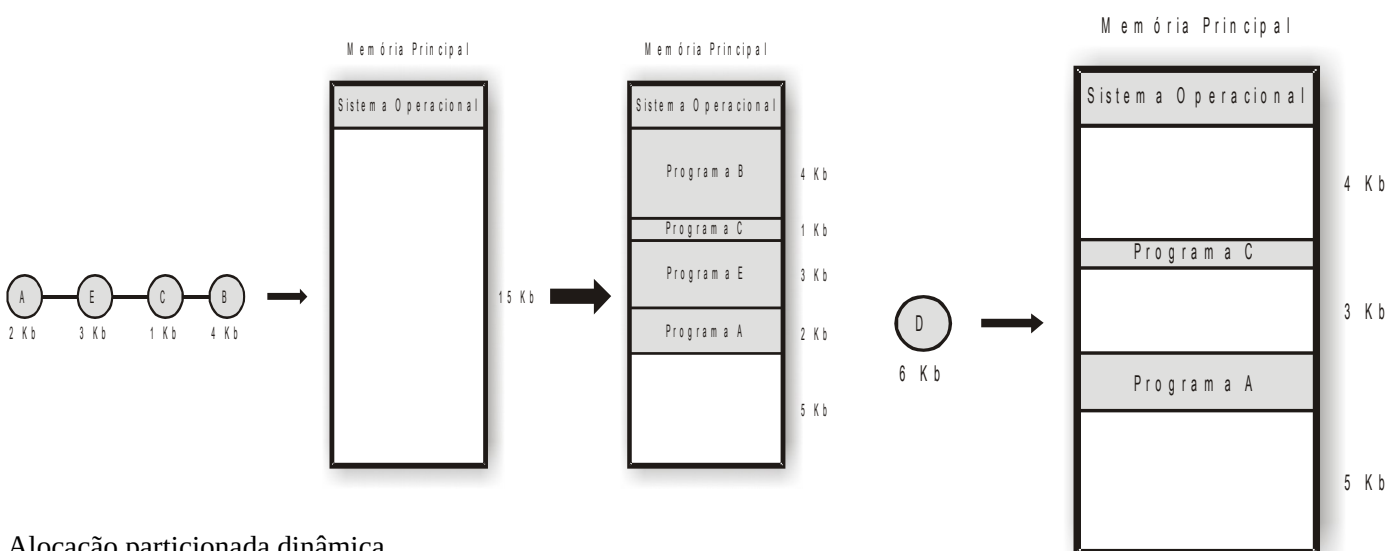 Memória Principal
Sistema Operacional
A
E
C
B
2 Kb
3 Kb
1 Kb
4 Kb
15 Kb
Memória Principal
Sistema Operacional
Programa B
4 Kb
Programa C
1 Kb
Programa E
3 Kb
Programa A
2 Kb
5 Kb
D
6 Kb
Memória Principal
Sistema Operacional
4 Kb
Programa C
3 Kb
Programa A
5 Kb
Alocação particionada dinâmica